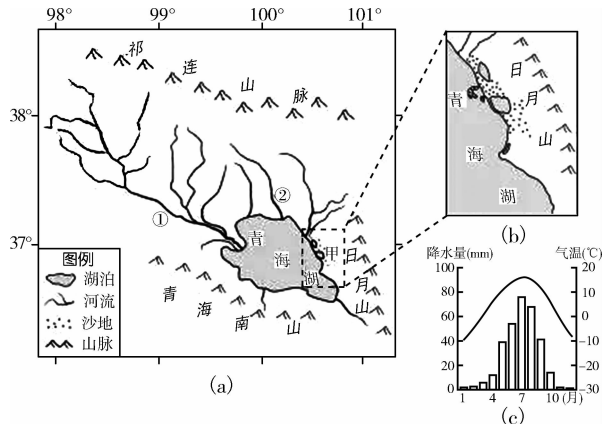 98° 99° 100° 101°
祁连山脉
38°
37°
①
②
青海湖
甲
日月山
青海南山
图例
湖泊
河流
沙地
山脉
(a)
青海湖
日月山
(b)
降水量(mm) 气温(℃)
100 20
80 10
60 0
40 -10
20 -20
0 -30
1 4 7 10 (月)
(c)